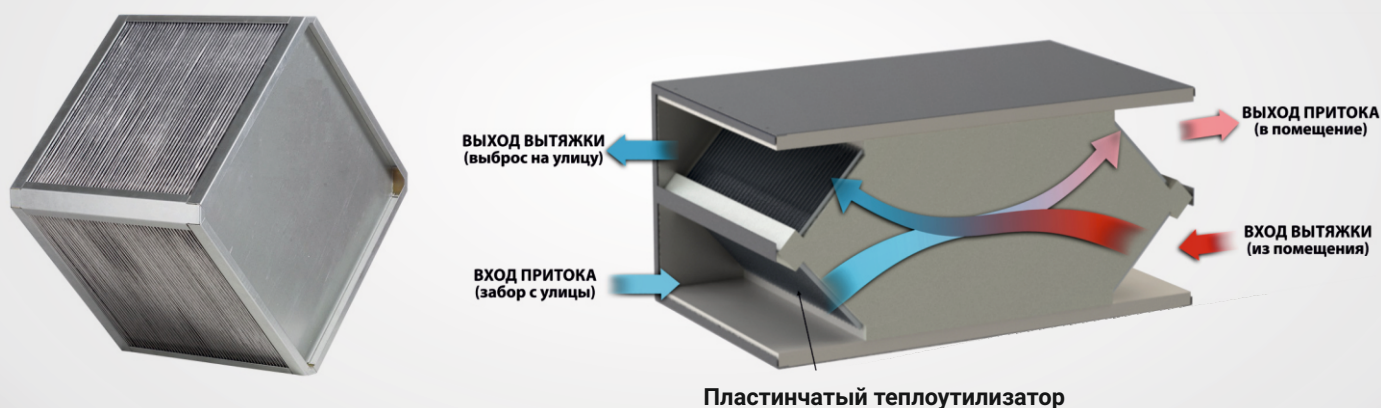 ВЫХОД ВЫТЯЖКИ
(выброс на улицу)
ВЫХОД ПРИТОКА
(в помещение)
ВХОД ПРИТОКА
(забор с улицы)
ВХОД ВЫТЯЖКИ
(из помещения)
Пластинчатый теплоутилизатор